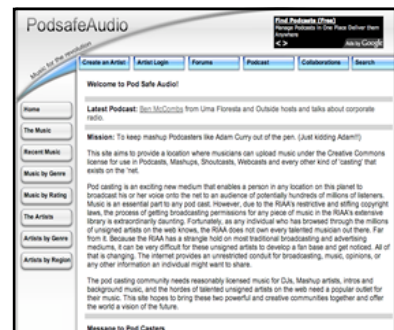 PodsafeAudio
Music for the revolution
Find Podcasts (Free)
Manage Podcasts In One Place Deliver them
Anywhere
< >
Ads by Google
Create an Artist
Artist Login
Forums
Podcast
Collaborations
Search
Welcome to Pod Safe Audio!
Home
The Music
Recent Music
Music by Genre
Music by Rating
The Artists
Artists by Genre
Artists by Region
Latest Podcast: Ben McCombs from Uma Floresta and Outside hosts and talks about corporate
radio.
Mission: To keep mashup Podcasters like Adam Curry out of the pen. (Just kidding Adam!!)
This site aims to provide a location where musicians can upload music under the Creative Commons
license for use in Podcasts, Mashups, Shoutcasts, Webcasts and every other kind of 'casting' that
exists on the 'net.
Pod casting is an exciting new medium that enables a person in any location on this planet to
broadcast his or her voice onto the net to an audience of potentially hundreds of millions of listeners.
Music is an essential part to any pod cast. However, due to the RIAA's restrictive and stifling copyright
laws, the process of getting broadcasting permissions for any piece of music in the RIAA's extensive
library is extraordinarily daunting. Fortunately, as any individual who has browsed through the millions
of unsigned artists on the web knows, the RIAA does not own every talented musician out there. Far
from it. Because the RIAA has a strangle hold on most traditional broadcasting and advertising
mediums, it can be very difficult for these unsigned artists to develop a fan base and get noticed. All of
that is changing. The internet provides an unrestricted conduit for broadcasting, music, opinions, or
any other information an individual might want to share.
The pod casting community needs reasonably licensed music for DJs, Mashup artists, intros and
background music, and the hordes of talented unsigned artists on the web need a popular outlet for
their music. This site hopes to bring these two powerful and creative communities together and offer
the world a vision of the future.
Message to Pod Casters